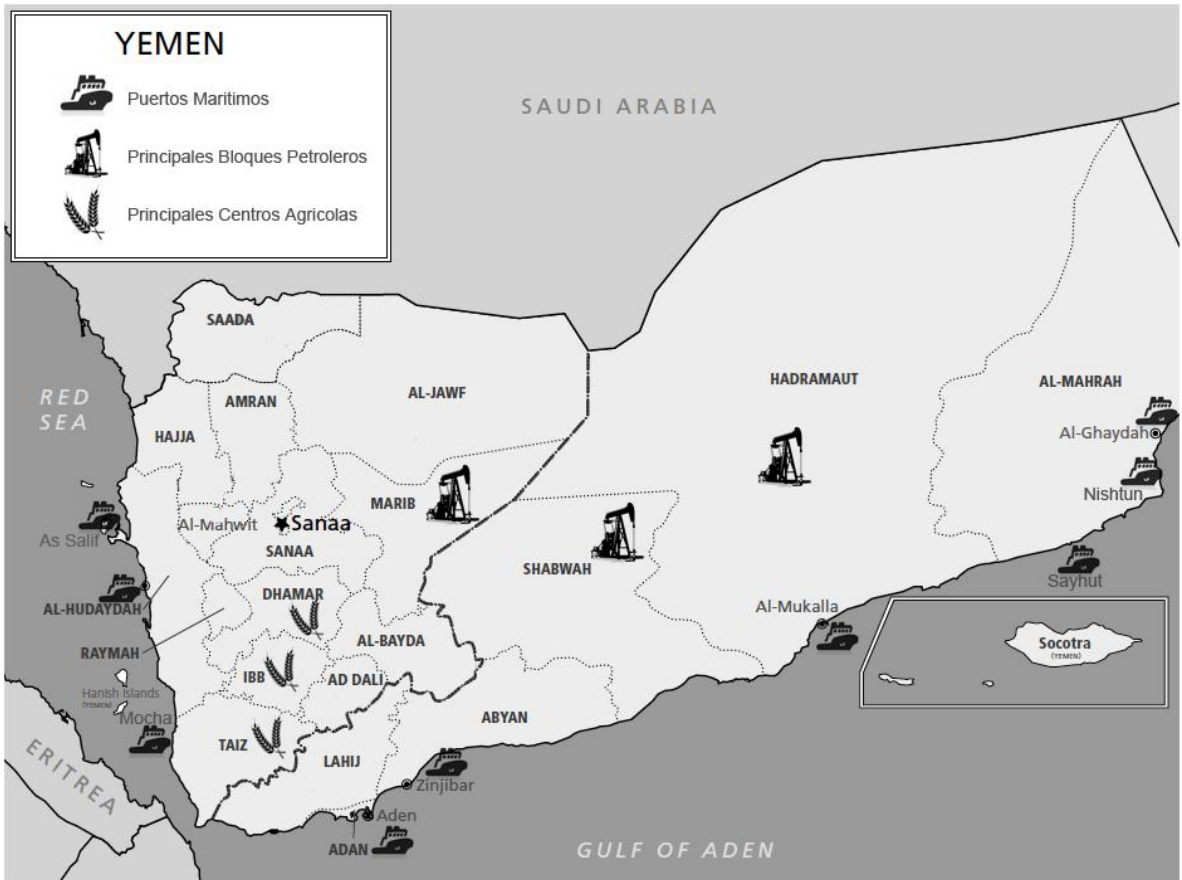 YEMEN
Puertos Maritimos
Principales Bloques Petroleros
Principales Centros Agricolas
SAUDI ARABIA
SAADA
RED
SEA
AL-JAWF
HADRAMAUT
AL-MAHRAH
AMRAN
HAJJA
Al-Ghaydah
MARIB
Nishtun
Al-Mahwit
Sanaa
As Salif
SANAA
SHABWAH
Sayhut
DHAMAR
AL-HUDAYDAH
Al-Mukalla
AL-BAYDA
RAYMAH
Socotra
(YEMEN)
IBB
AD DALI
Hanish Islands
(YEMEN)
Mocha
ABYAN
TAIZ
LAHIJ
ERITREA
Zinjibar
Aden
ADAN
GULF OF ADEN